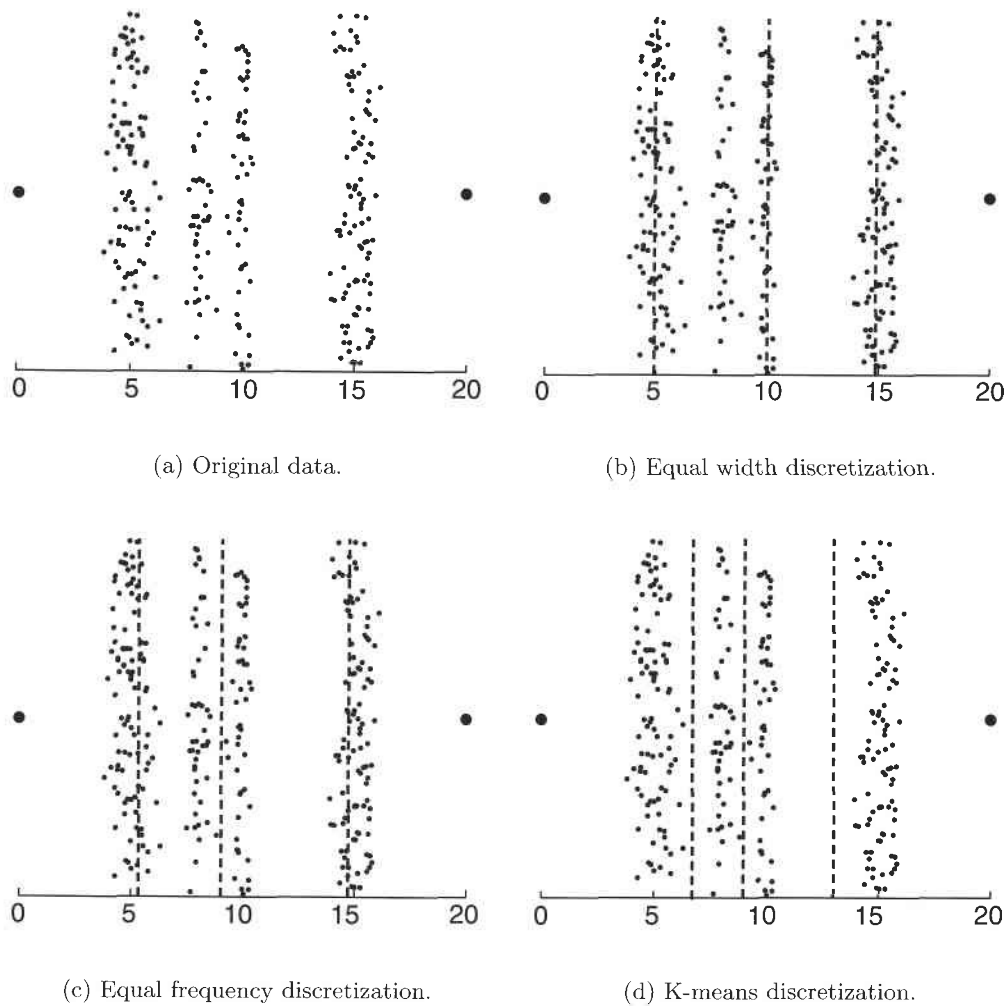 0 5 10 15 20
0 5 10 15 20
(a) Original data.
(b) Equal width discretization.
0 5 10 15 20
0 5 10 15 20
(c) Equal frequency discretization.
(d) K-means discretization.